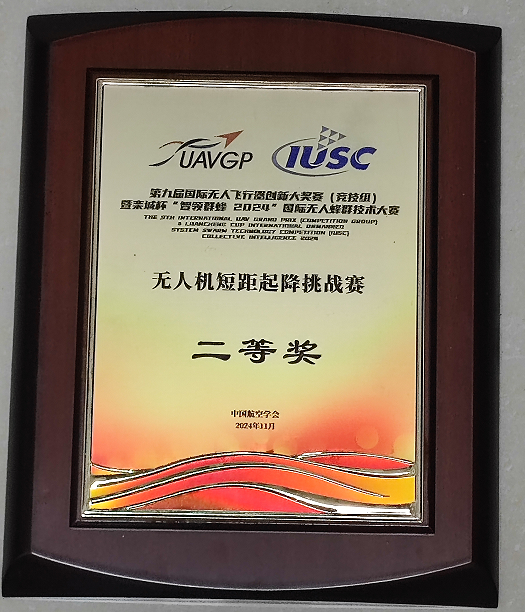 UAVGP IUSC
第九届国际无人飞行器创新大奖赛（竞技组）
暨栾城杯“智领群蜂 2024”国际无人蜂群技术大赛
THE 9TH INTERNATIONAL UAV GRAND PRIX (COMPETITION GROUP)
& LUANCHENG CUP INTERNATIONAL UNMANNED
SYSTEM SWARM TECHNOLOGY COMPETITION (IUSC)
COLLECTIVE INTELLIGENCE 2024
无人机短距起降挑战赛
二等奖
中国航空学会
2024年11月